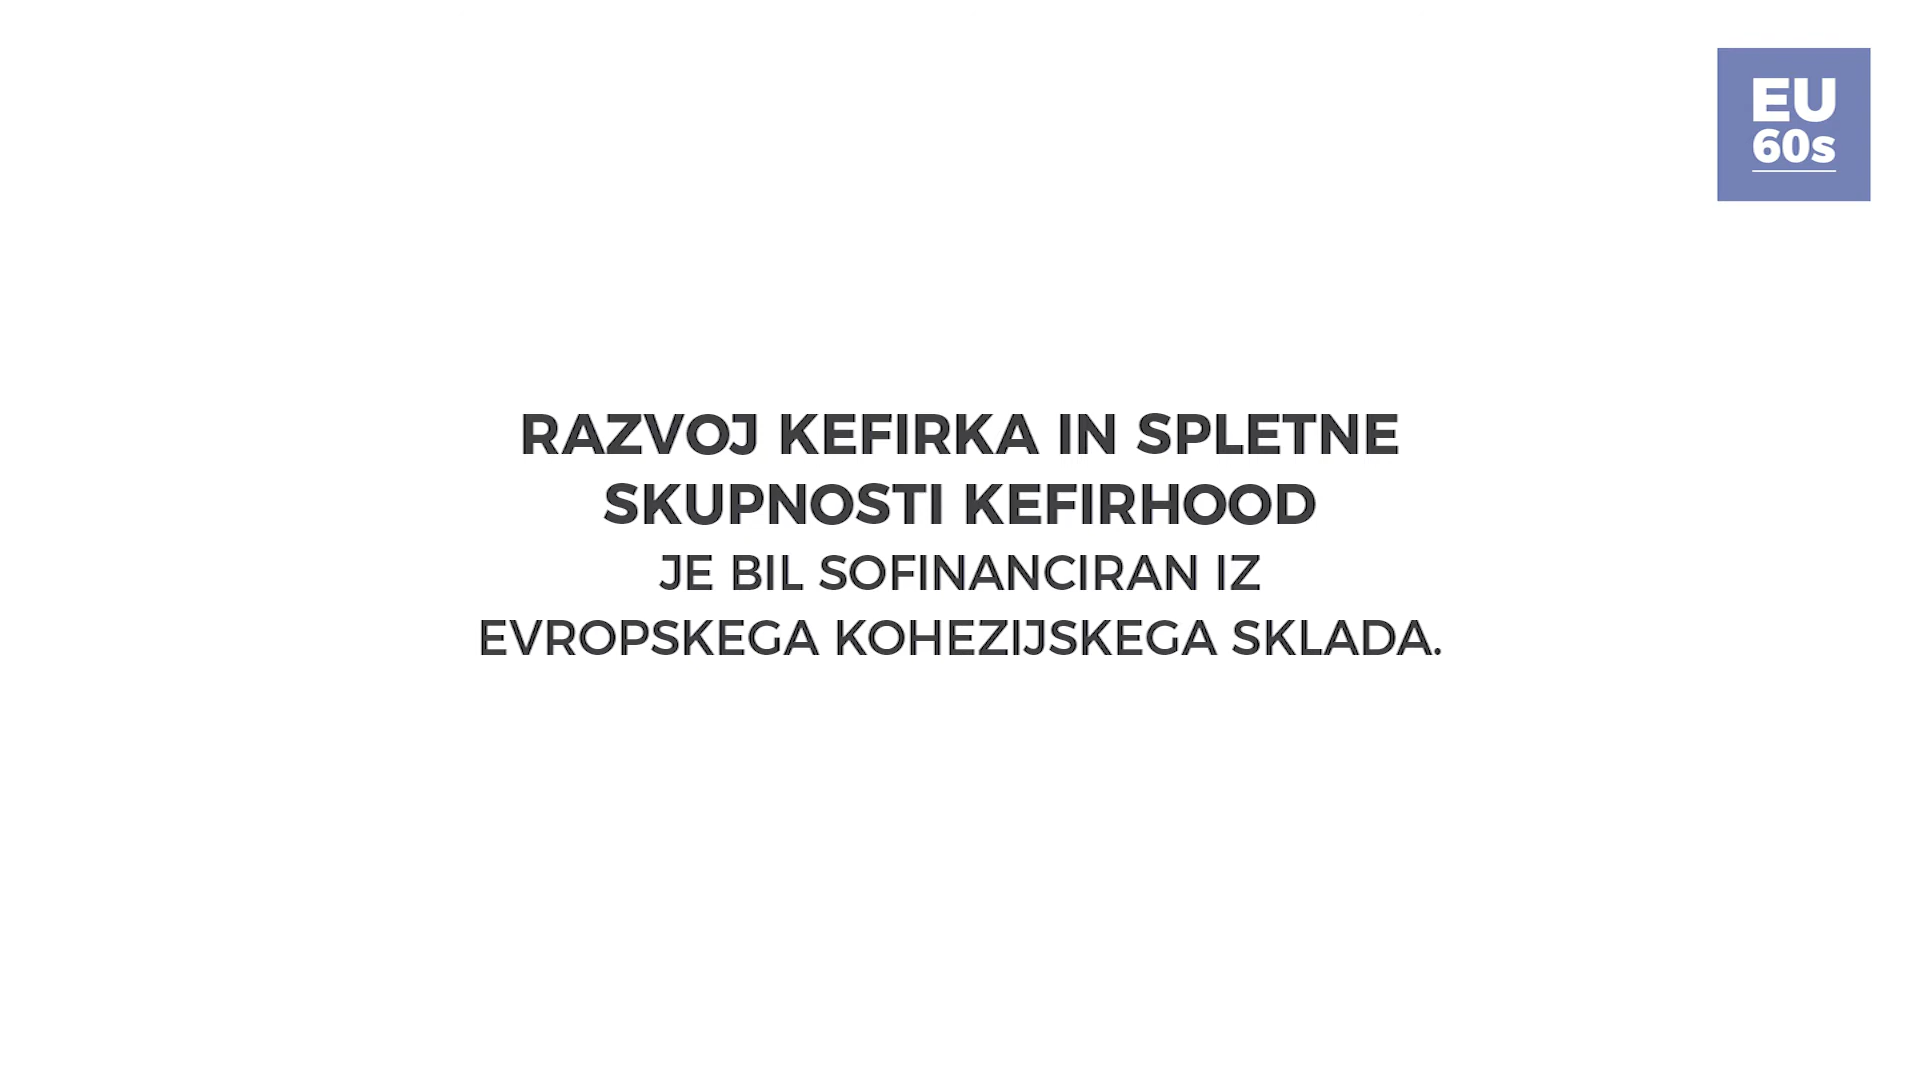 EU
60s
RAZVOJ KEFIRKA IN SPLETNE
SKUPNOSTI KEFIRHOOD
JE BIL SOFINANCIRAN IZ
EVROPSKEGA KOHEZIJSKEGA SKLADA.